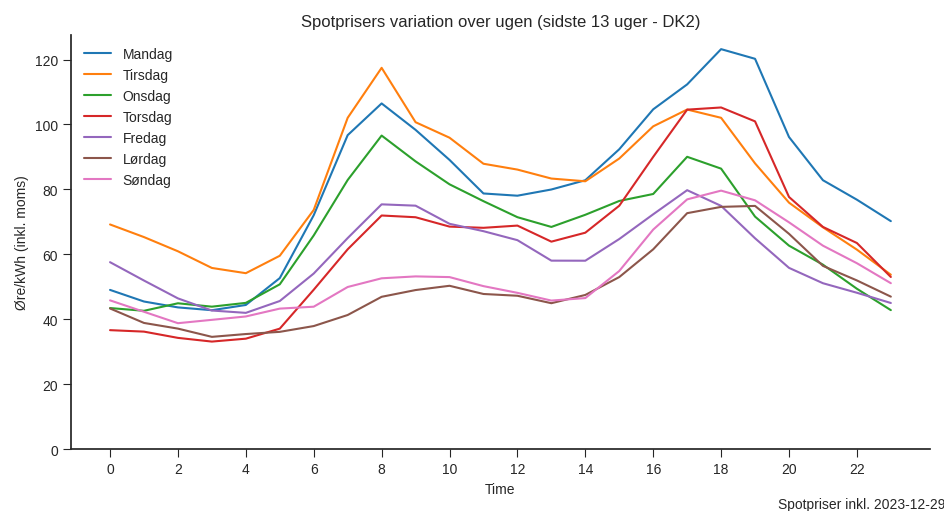 Spotprisers variation over ugen (sidste 13 uger - DK2)
Mandag
Tirsdag
Onsdag
Torsdag
Fredag
Lørdag
Søndag
Øre/kWh (inkl. moms)
120
100
80
60
40
20
0
0 2 4 6 8 10 12 14 16 18 20 22
Time
Spotpriser inkl. 2023-12-29